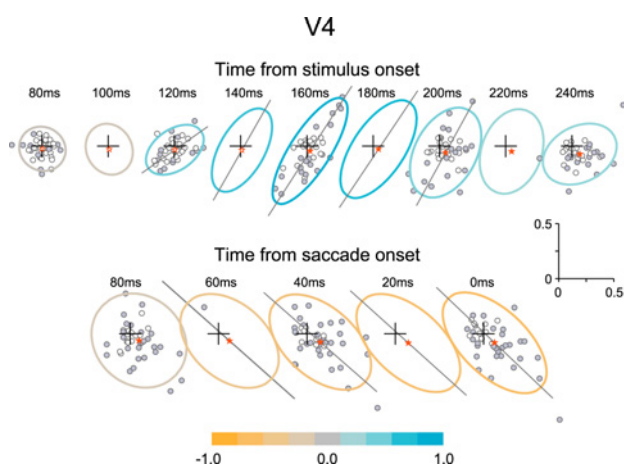 V4
Time from stimulus onset
80ms 100ms 120ms 140ms 160ms 180ms 200ms 220ms 240ms
0.5
0
0 0.5
Time from saccade onset
80ms 60ms 40ms 20ms 0ms
-1.0 0.0 1.0